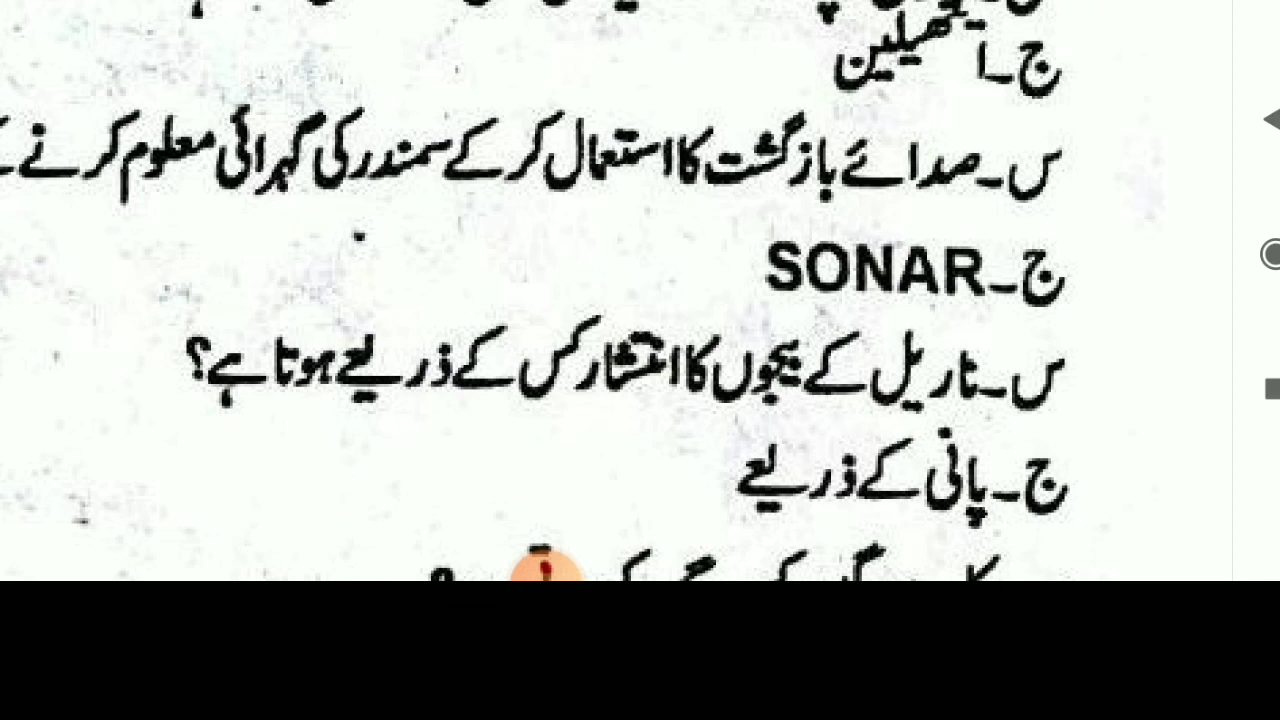 ج۔ا یتھیلین
س۔صدائے بازگشت کا استعمال کر کے سمندر کی گہرائی معلوم کرنے
ج۔SONAR
س۔ناریل کے بیجوں کا انتشار کس کے ذریعے ہوتا ہے؟
ج۔پانی کے ذریعے